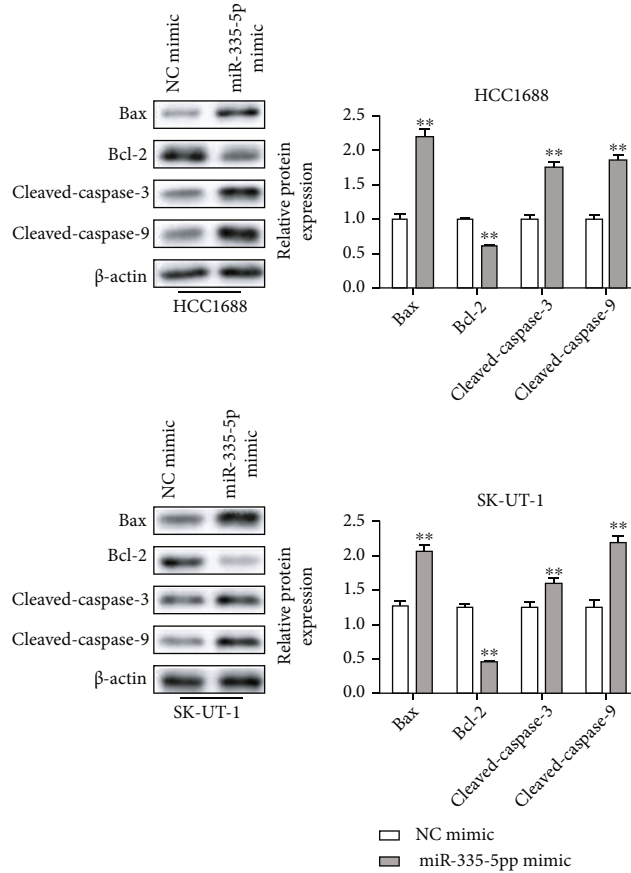 NC mimic
miR-335-5p
mimic
Bax
Bcl-2
Cleaved-caspase-3
Cleaved-caspase-9
β-actin
HCC1688
Relative protein
expression
HCC1688
2.5
2.0
1.5
1.0
0.5
0.0
**
**
**
**
Bax
Bcl-2
Cleaved-caspase-3
Cleaved-caspase-9
NC mimic
miR-335-5p
mimic
Bax
Bcl-2
Cleaved-caspase-3
Cleaved-caspase-9
β-actin
SK-UT-1
Relative protein
expression
SK-UT-1
2.5
2.0
1.5
1.0
0.5
0.0
**
**
**
**
Bax
Bcl-2
Cleaved-caspase-3
Cleaved-caspase-9
NC mimic
miR-335-5pp mimic